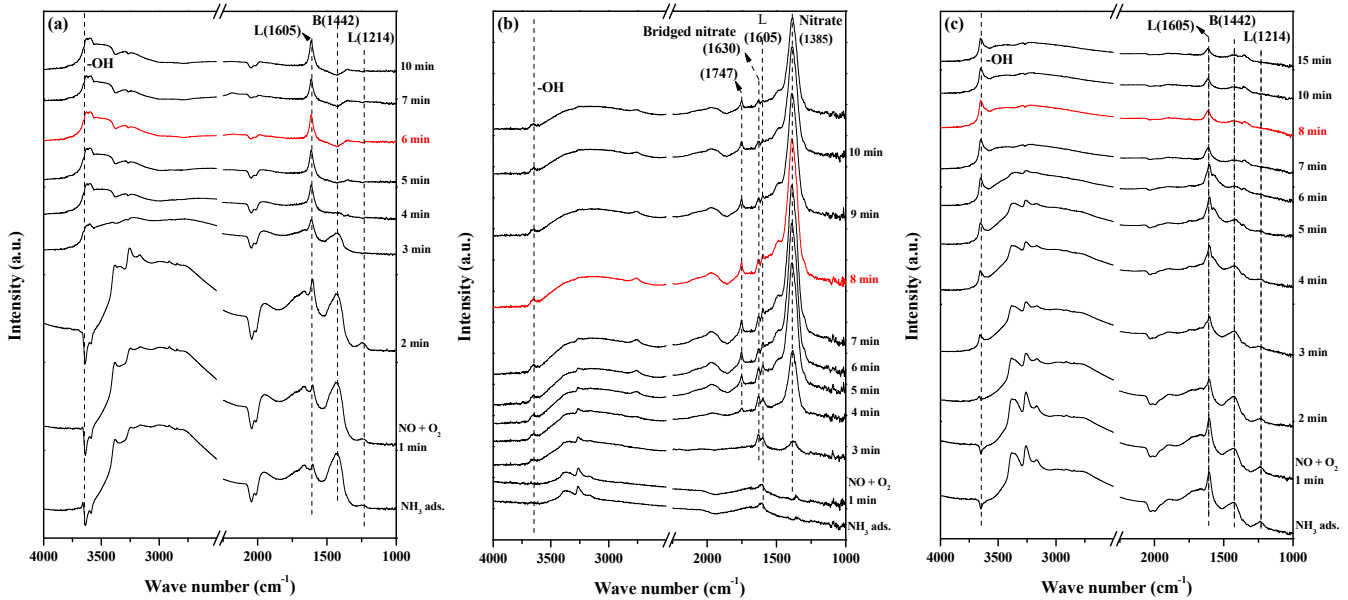 (a)
B(1442)
L(1605)
L(1214)
-OH
10 min
7 min
6 min
5 min
4 min
3 min
2 min
NO + O2
1 min
NH3 ads.
Intensity (a.u.)
4000 3500 3000 2000 1500 1000
Wave number (cm-1)
(b)
L
Nitrate
Bridged nitrate
(1605)
(1385)
(1630)
(1747)
-OH
10 min
9 min
8 min
7 min
6 min
5 min
4 min
3 min
NO + O2
1 min
NH3 ads.
Intensity (a.u.)
4000 3500 3000 2000 1500 1000
Wave number (cm-1)
(c)
B(1442)
L(1605)
L(1214)
-OH
15 min
10 min
8 min
7 min
6 min
5 min
4 min
3 min
2 min
NO + O2
1 min
NH3 ads.
Intensity (a.u.)
4000 3500 3000 2000 1500 1000
Wave number (cm-1)